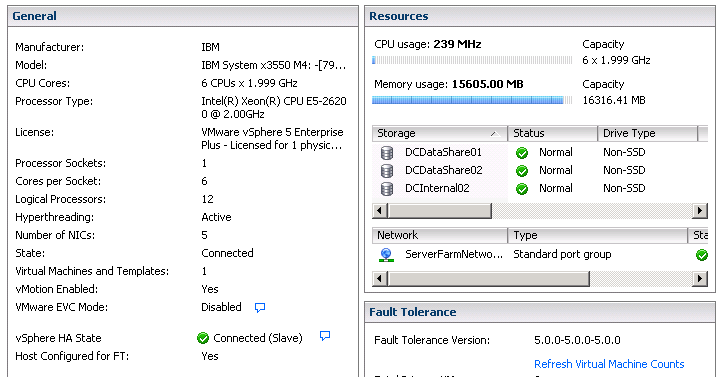 General
Manufacturer: IBM
Model: IBM System x3550 M4: -[79...
CPU Cores: 6 CPUs x 1.999 GHz
Processor Type: Intel(R) Xeon(R) CPU E5-2620
0 @ 2.00GHz
License: VMware vSphere 5 Enterprise
Plus - Licensed for 1 physic...
Processor Sockets: 1
Cores per Socket: 6
Logical Processors: 12
Hyperthreading: Active
Number of NICs: 5
State: Connected
Virtual Machines and Templates: 1
vMotion Enabled: Yes
VMware EVC Mode: Disabled
vSphere HA State Connected (Slave)
Host Configured for FT: Yes
Resources
CPU usage: 239 MHz Capacity
6 x 1.999 GHz
Memory usage: 15605.00 MB Capacity
16316.41 MB
Storage Status Drive Type
DCDataShare01 Normal Non-SSD
DCDataShare02 Normal Non-SSD
DCInternal02 Normal Non-SSD
Network Type Sta
ServerFarmNetwo... Standard port group
Fault Tolerance
Fault Tolerance Version: 5.0.0-5.0.0-5.0.0
Refresh Virtual Machine Counts